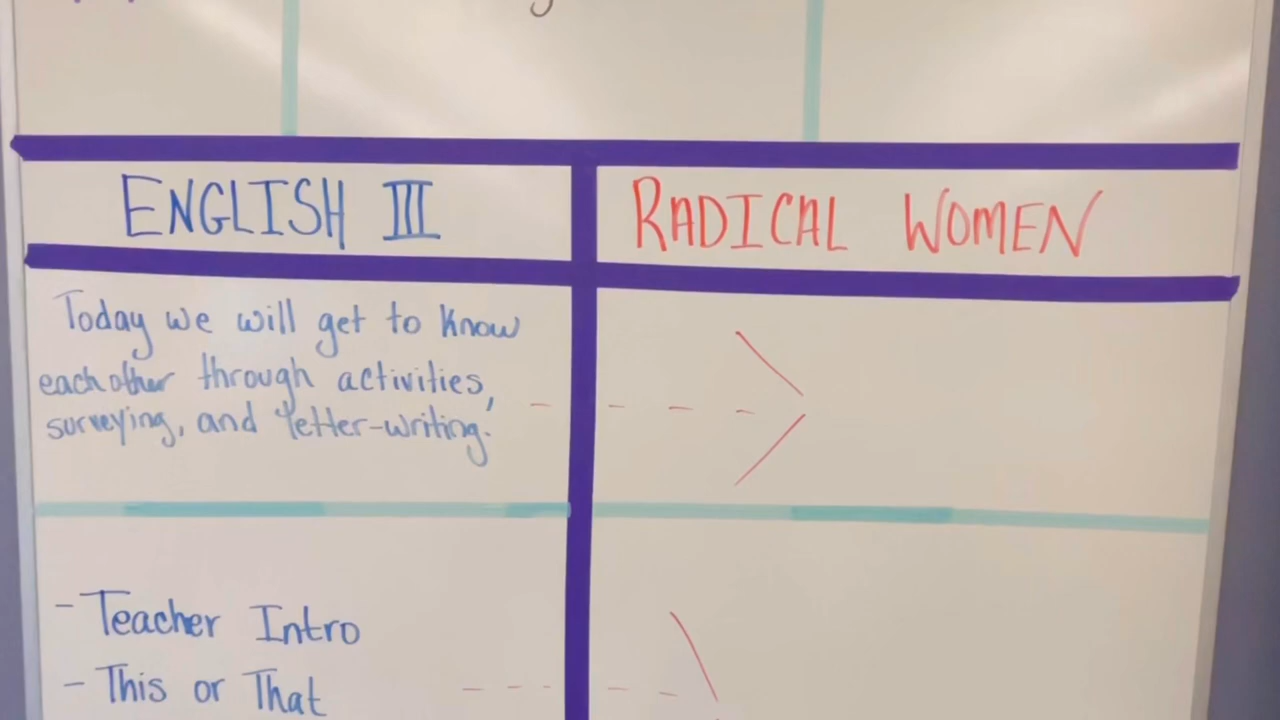 ENGLISH III
RADICAL WOMEN
Today we will get to know
each other through activities,
surveying, and letter-writing.
- Teacher Intro
- This or That